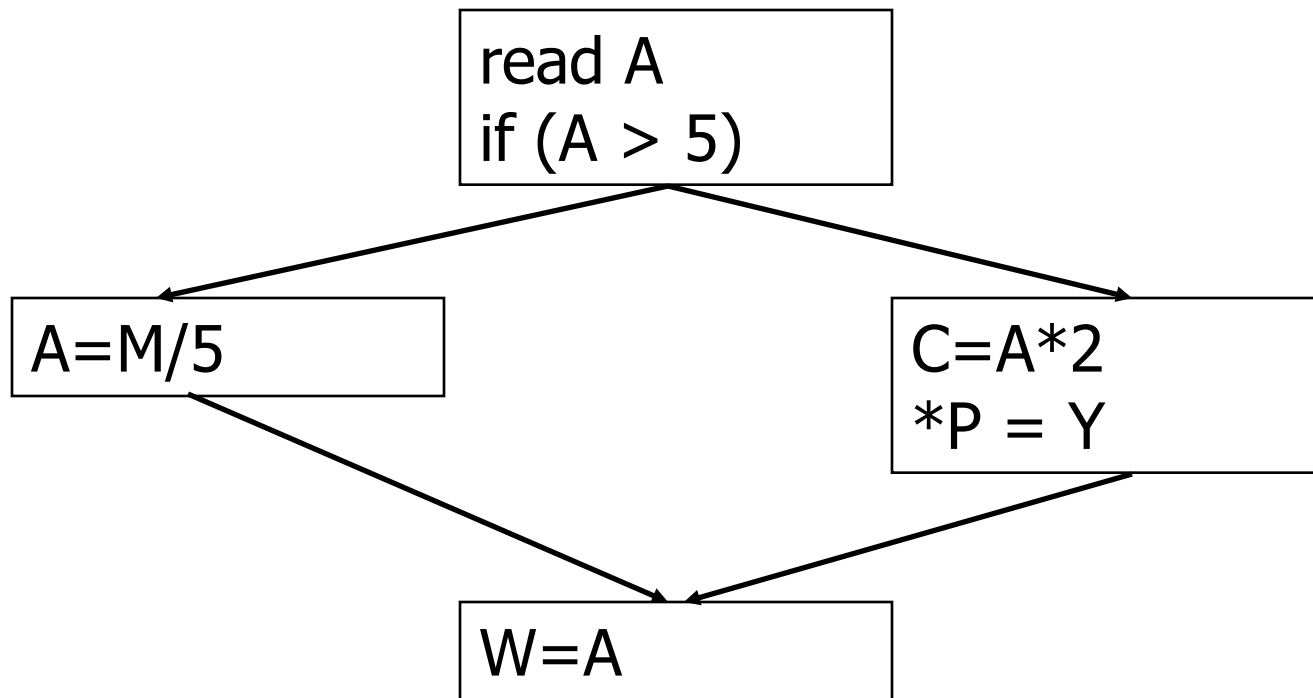 read A
if (A > 5)
A=M/5
C=A*2
*P = Y
W=A